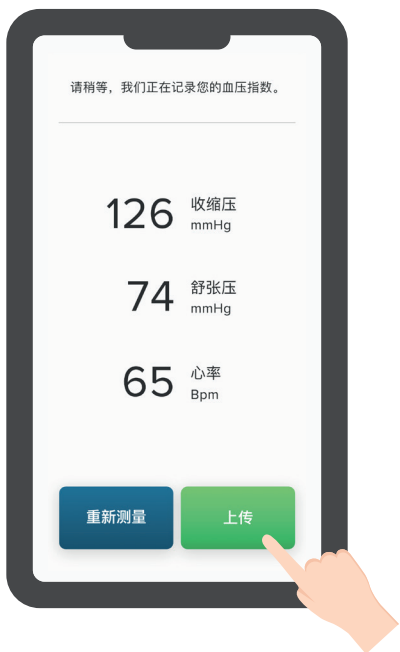 请稍等，我们正在记录您的血压指数。
126 收缩压
mmHg
74 舒张压
mmHg
65 心率
Bpm
重新测量 上传